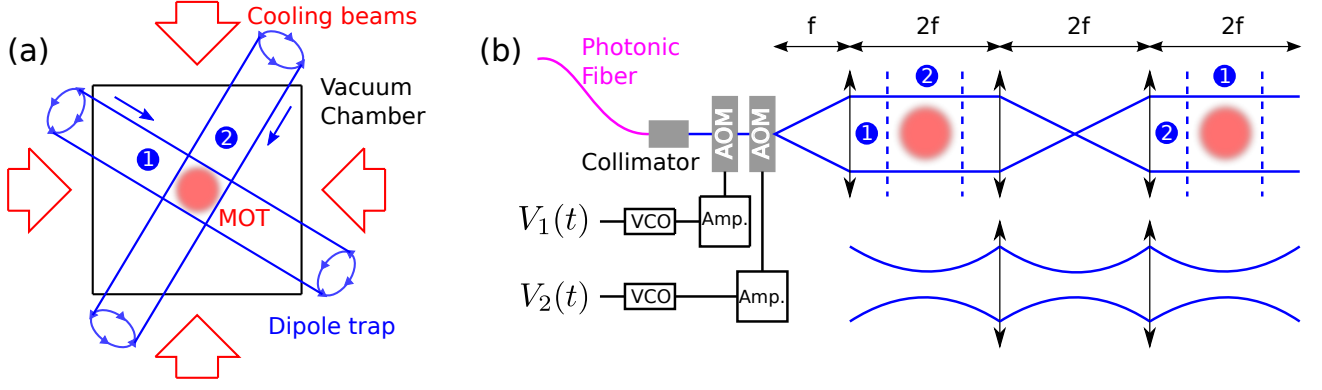 (a)
Cooling beams
Vacuum
Chamber
1
2
MOT
Dipole trap
(b)
Photonic
Fiber
Collimator
AOM
AOM
f
2f
2f
2f
2
1
1
2
V₁(t)
VCO
Amp.
V₂(t)
VCO
Amp.